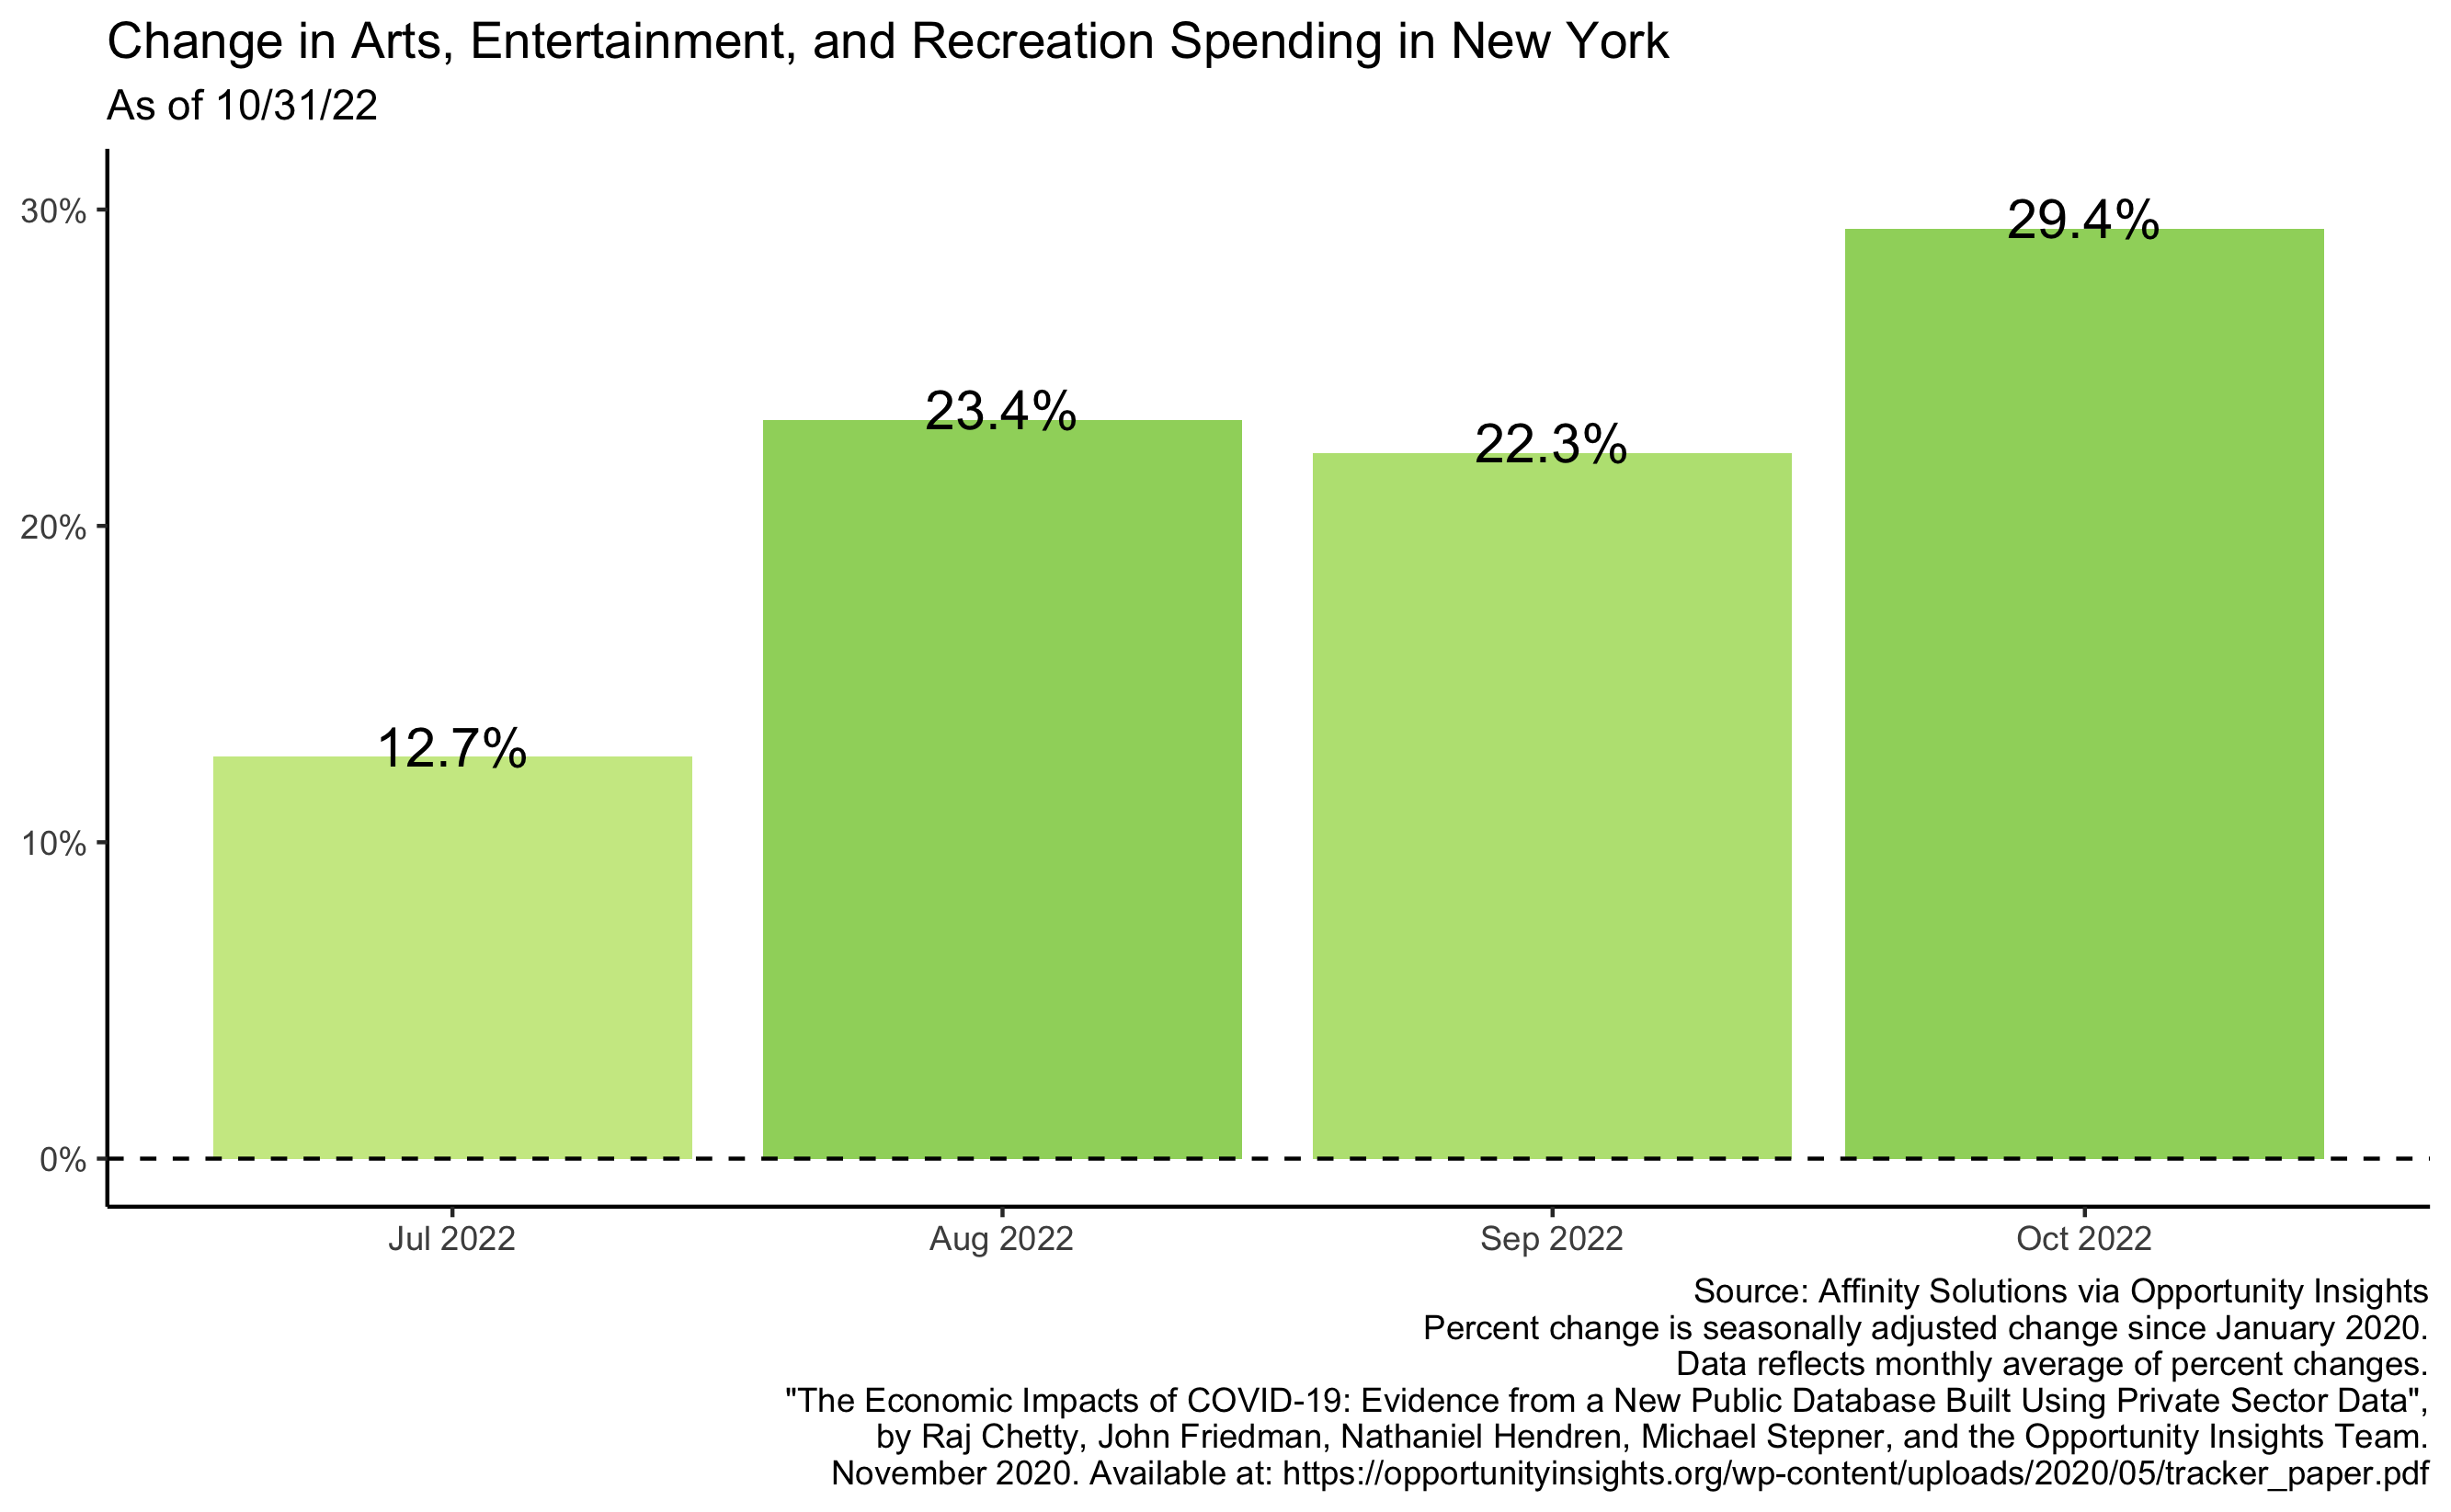 Change in Arts, Entertainment, and Recreation Spending in New York
As of 10/31/22
30%
20%
10%
0%
12.7%
23.4%
22.3%
29.4%
Jul 2022
Aug 2022
Sep 2022
Oct 2022
Source: Affinity Solutions via Opportunity Insights
Percent change is seasonally adjusted change since January 2020.
Data reflects monthly average of percent changes.
"The Economic Impacts of COVID-19: Evidence from a New Public Database Built Using Private Sector Data",
by Raj Chetty, John Friedman, Nathaniel Hendren, Michael Stepner, and the Opportunity Insights Team.
November 2020. Available at: https://opportunityinsights.org/wp-content/uploads/2020/05/tracker_paper.pdf